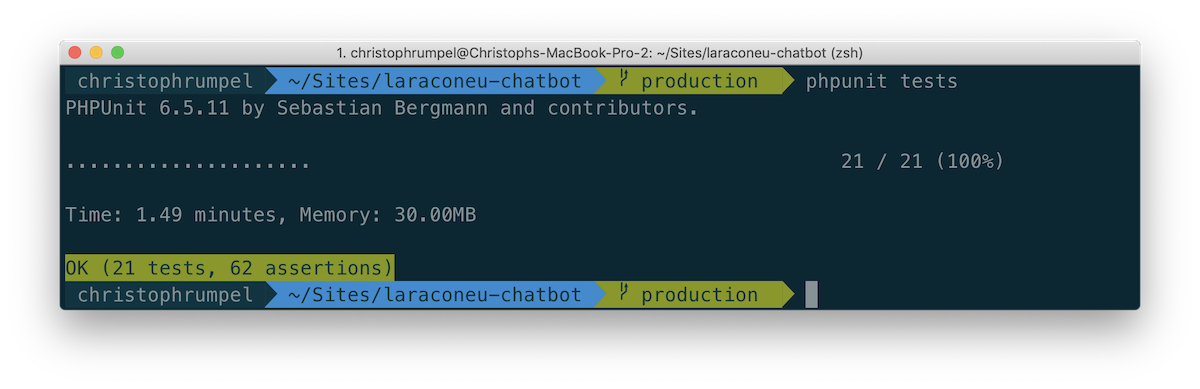 1. christophrumpel@Christophs-MacBook-Pro-2: ~/Sites/laraconeu-chatbot (zsh)
christophrumpel ~/Sites/laraconeu-chatbot production phpunit tests
PHPUnit 6.5.11 by Sebastian Bergmann and contributors.
..................... 21 / 21 (100%)
Time: 1.49 minutes, Memory: 30.00MB
OK (21 tests, 62 assertions)
christophrumpel ~/Sites/laraconeu-chatbot production